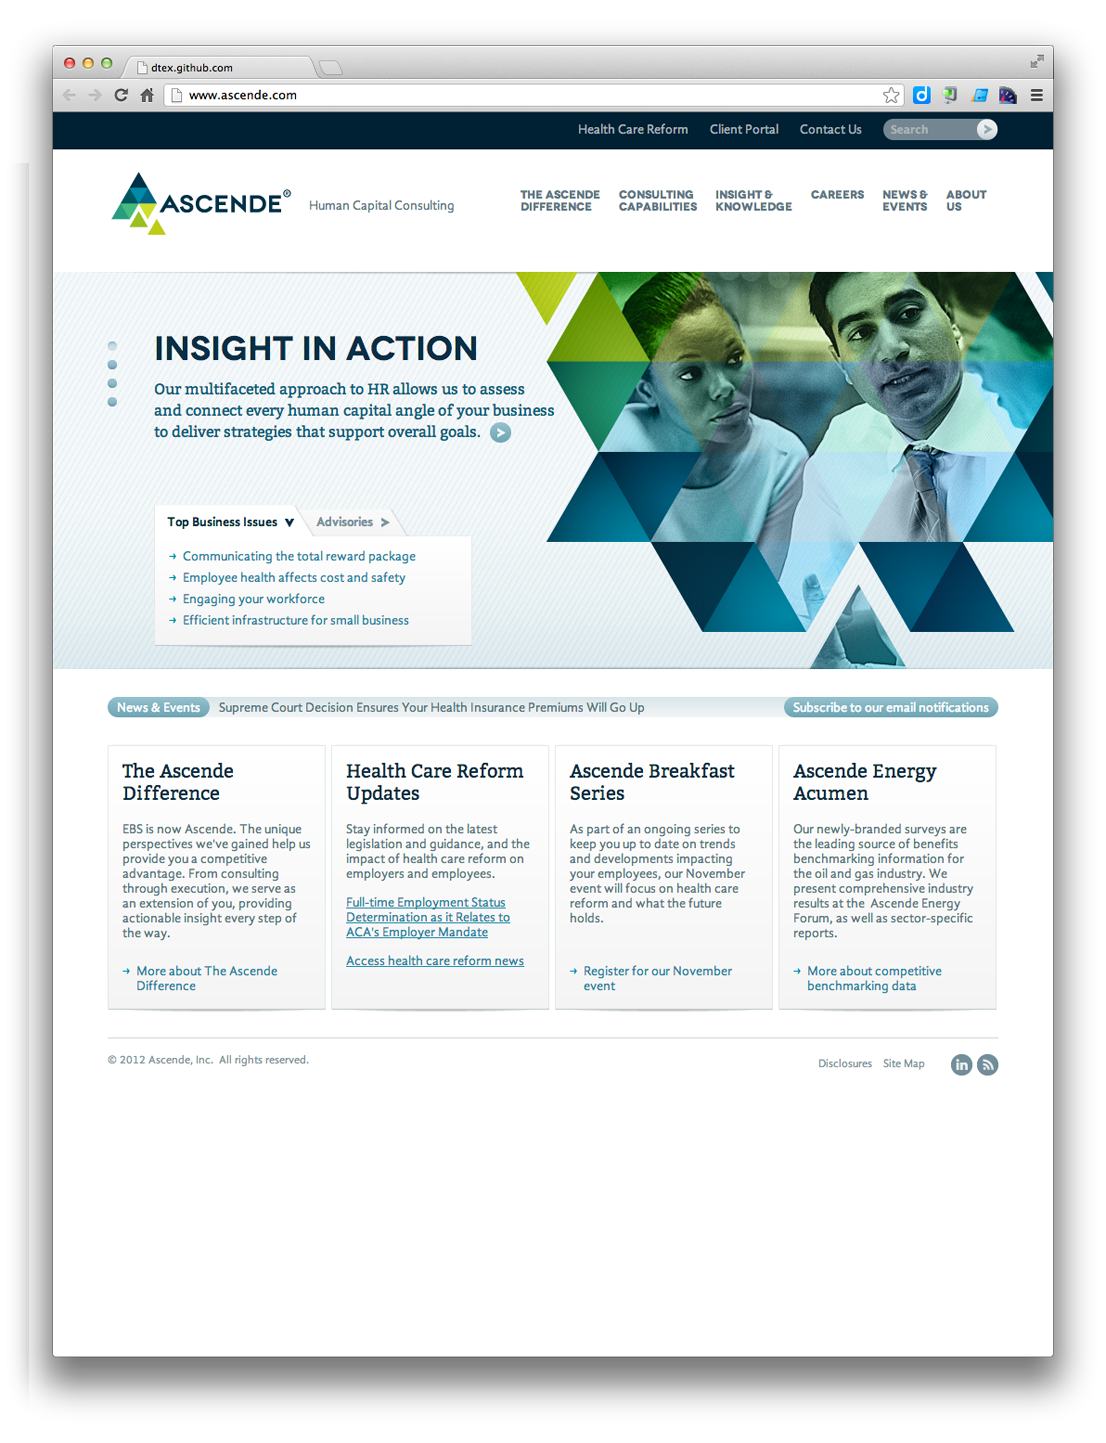 dtex.github.com
www.ascende.com
Health Care Reform Client Portal Contact Us Search
ASCENDE® Human Capital Consulting
THE ASCENDE DIFFERENCE
CONSULTING CAPABILITIES
INSIGHT & KNOWLEDGE
CAREERS
NEWS & EVENTS
ABOUT US
INSIGHT IN ACTION
Our multifaceted approach to HR allows us to assess
and connect every human capital angle of your business
to deliver strategies that support overall goals.
Top Business Issues Advisories
Communicating the total reward package
Employee health affects cost and safety
Engaging your workforce
Efficient infrastructure for small business
News & Events Supreme Court Decision Ensures Your Health Insurance Premiums Will Go Up Subscribe to our email notifications
The Ascende
Difference
EBS is now Ascende. The unique
perspectives we've gained help us
provide you a competitive
advantage. From consulting
through execution, we serve as
an extension of you, providing
actionable insight every step of
the way.
More about The Ascende
Difference
Health Care Reform
Updates
Stay informed on the latest
legislation and guidance, and the
impact of health care reform on
employers and employees.
Full-time Employment Status
Determination as it Relates to
ACA's Employer Mandate
Access health care reform news
Ascende Breakfast
Series
As part of an ongoing series to
keep you up to date on trends
and developments impacting
your employees, our November
event will focus on health care
reform and what the future
holds.
Register for our November
event
Ascende Energy
Acumen
Our newly-branded surveys are
the leading source of benefits
benchmarking information for
the oil and gas industry. We
present comprehensive industry
results at the Ascende Energy
Forum, as well as sector-specific
reports.
More about competitive
benchmarking data
© 2012 Ascende, Inc. All rights reserved.
Disclosures Site Map in